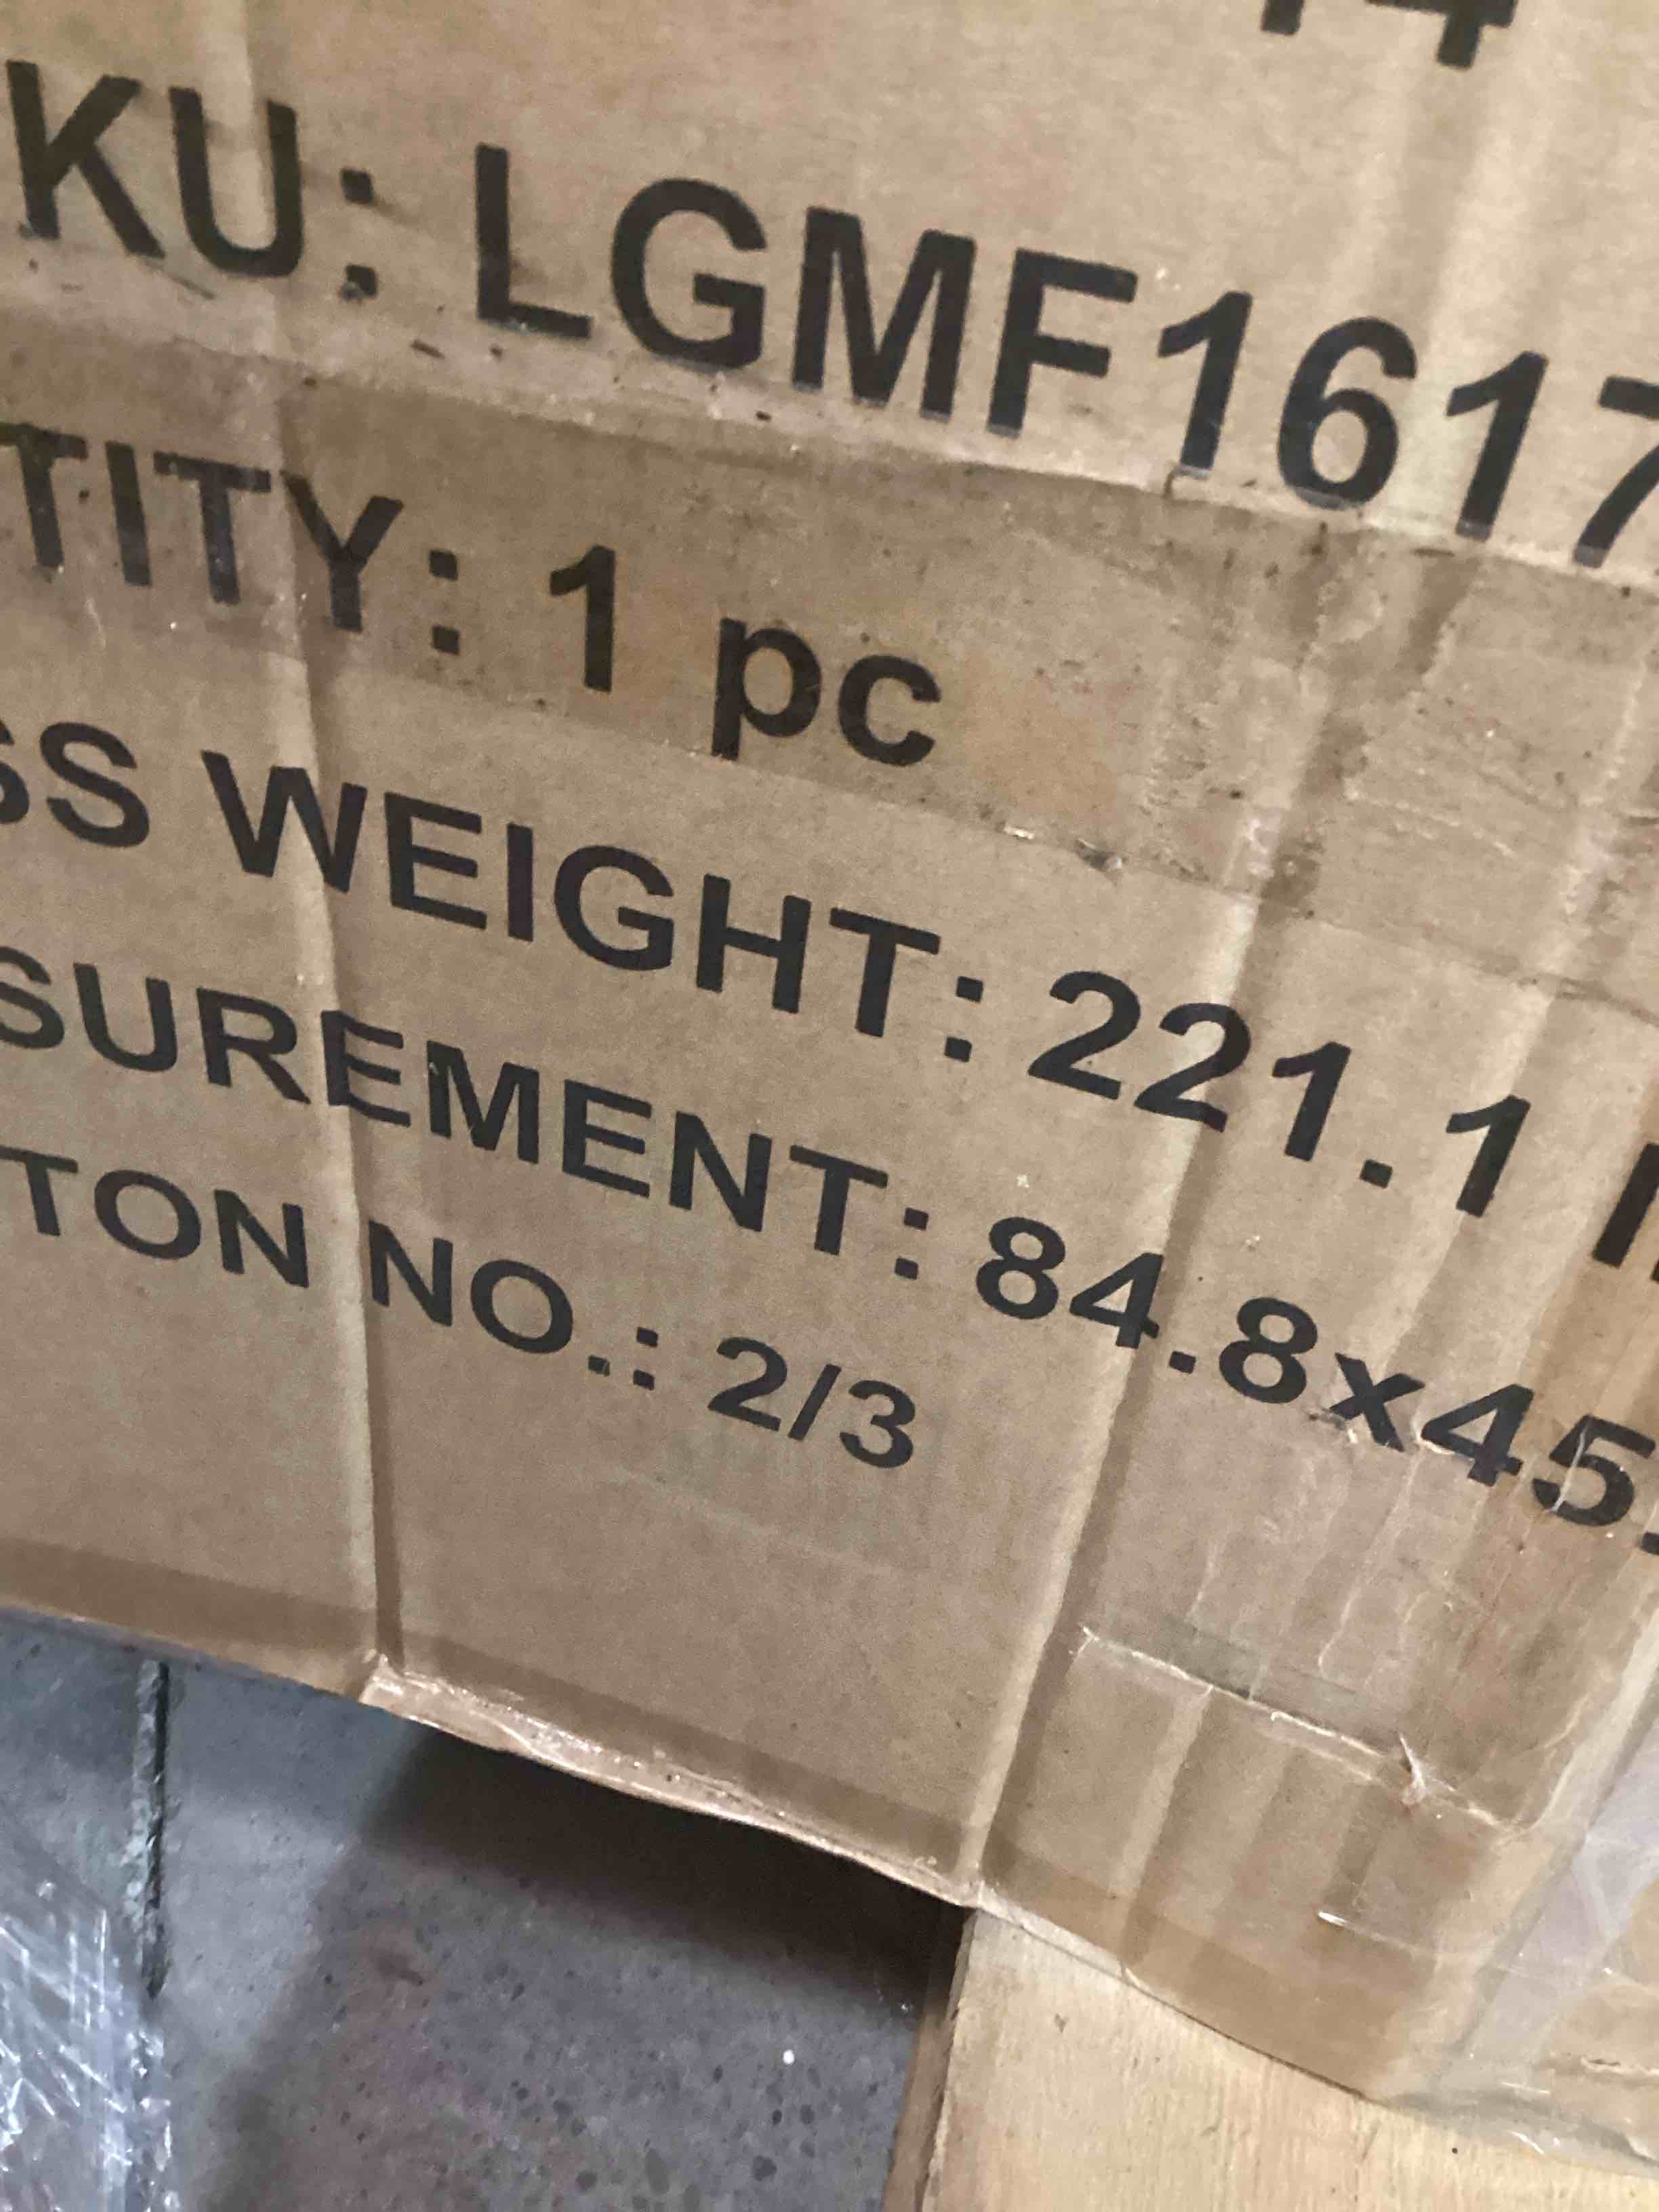 KU: LGMF1617
TITY: 1 pc
SS WEIGHT: 221.1
SUREMENT: 84.8x45.
TON NO.: 2/3